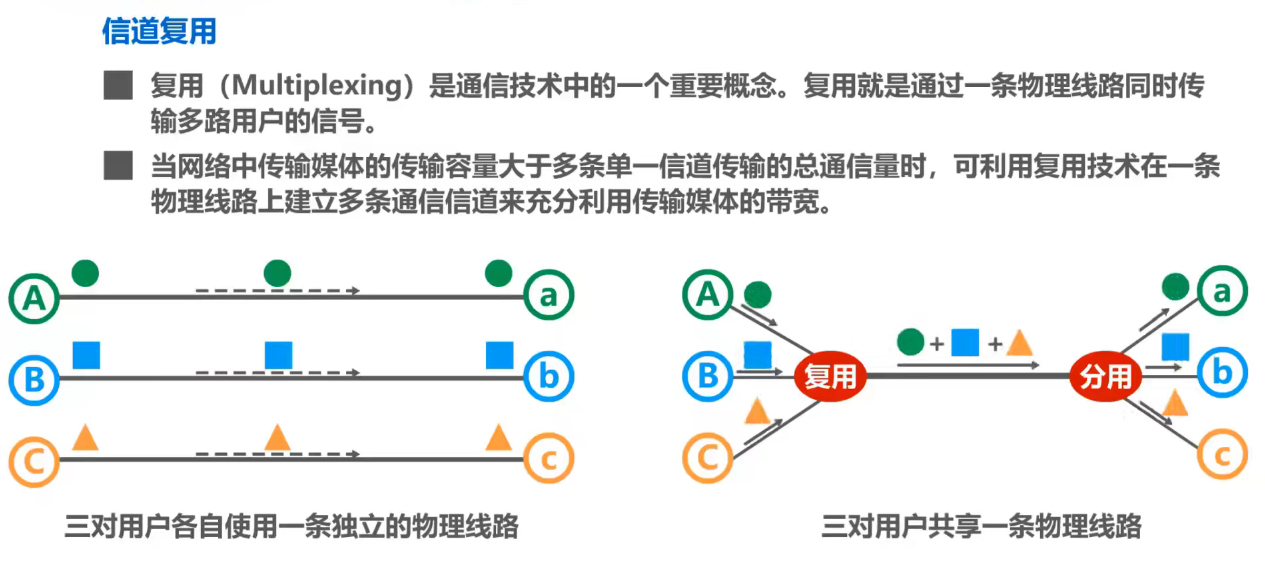 信道复用
复用（Multiplexing）是通信技术中的一个重要概念。复用就是通过一条物理线路同时传
输多路用户的信号。
当网络中传输媒体的传输容量大于多条单一信道传输的总通信量时，可利用复用技术在一条
物理线路上建立多条通信信道来充分利用传输媒体的带宽。
A a
B b
C c
三对用户各自使用一条独立的物理线路
A a
+ +
B 复用 分用 b
C c
三对用户共享一条物理线路